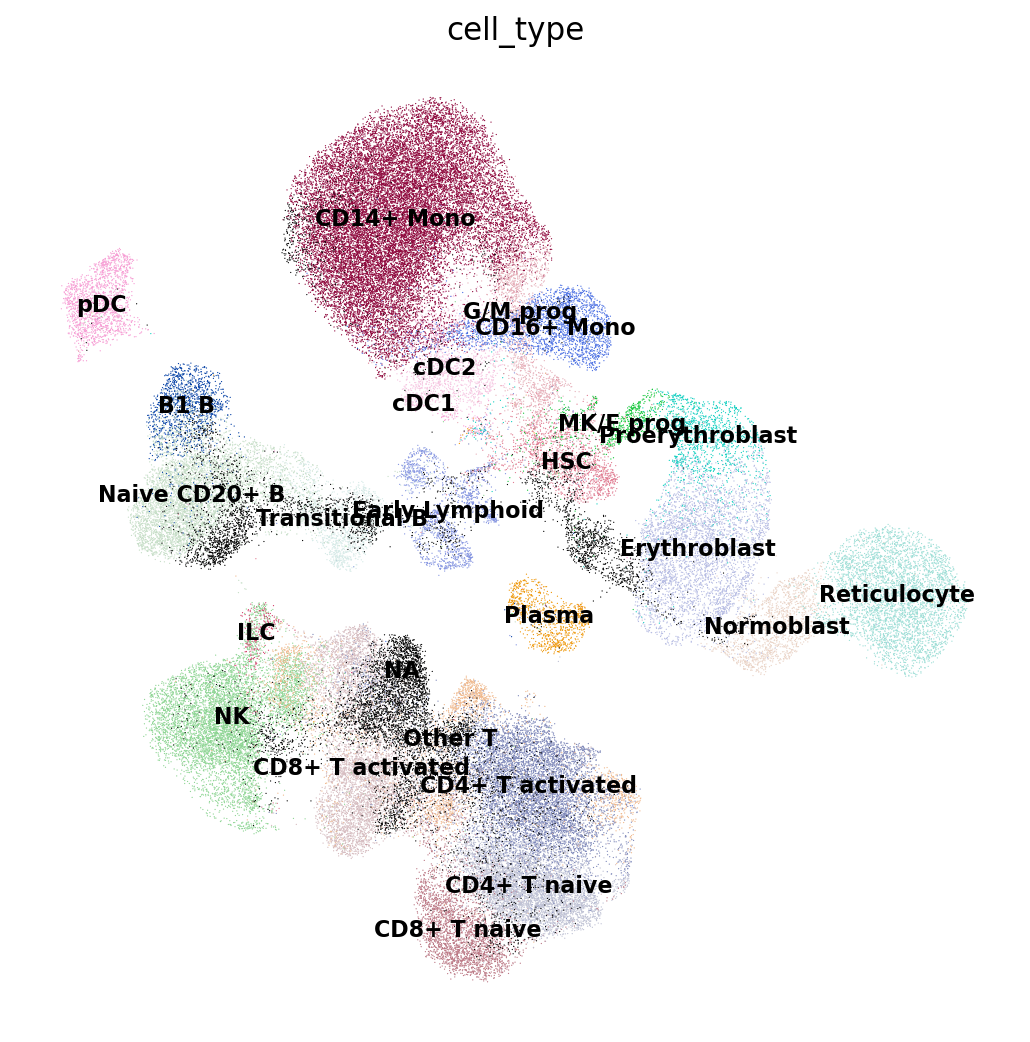 cell_type
CD14+ Mono
pDC
G/M prog
CD16+ Mono
cDC2
cDC1
B1 B
MK/E prog
Proerythroblast
HSC
Naive CD20+ B
Early Lymphoid
Transitional B
Erythroblast
Reticulocyte
Plasma
Normoblast
ILC
NA
NK
Other T
CD8+ T activated
CD4+ T activated
CD4+ T naive
CD8+ T naive